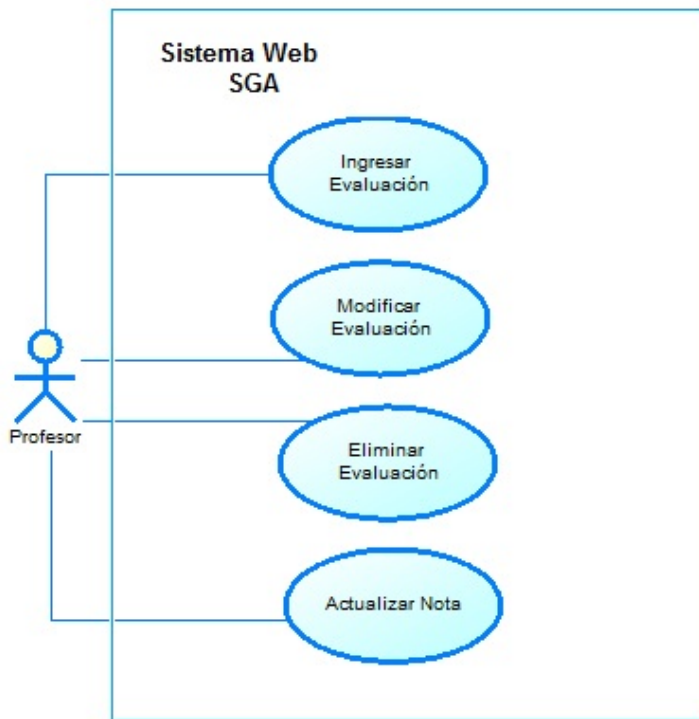 Sistema Web
SGA
Ingresar
Evaluación
Modificar
Evaluación
Profesor
Eliminar
Evaluación
Actualizar Nota